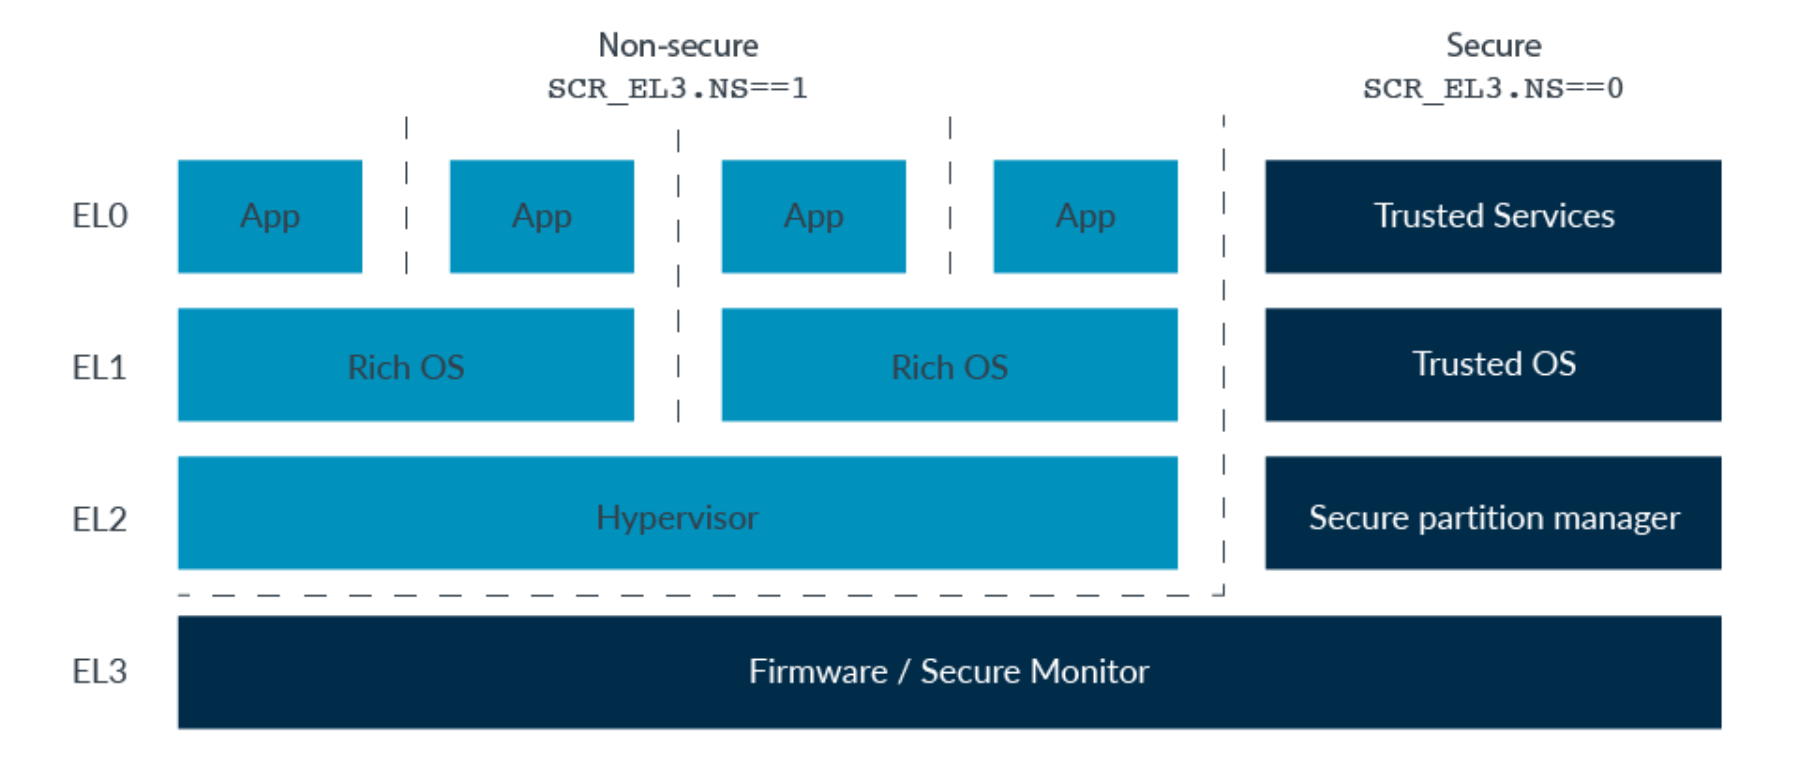 Non-secure
SCR_EL3.NS==1
Secure
SCR_EL3.NS==0
EL0
App
App
App
App
Trusted Services
EL1
Rich OS
Rich OS
Trusted OS
EL2
Hypervisor
Secure partition manager
EL3
Firmware / Secure Monitor